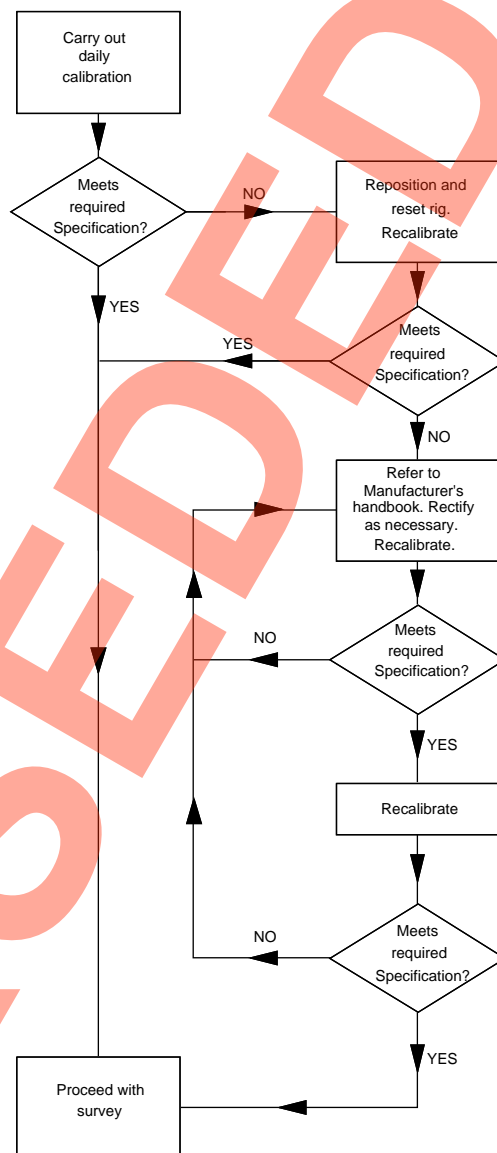 Carry out
daily
calibration
Meets
required
Specification?
NO
Reposition and
reset rig.
Recalibrate
YES
YES
Meets
required
Specification?
NO
Refer to
Manufacturer's
handbook. Rectify
as necessary.
Recalibrate.
NO
Meets
required
Specification?
YES
Recalibrate
NO
Meets
required
Specification?
YES
Proceed with
survey
SEDED